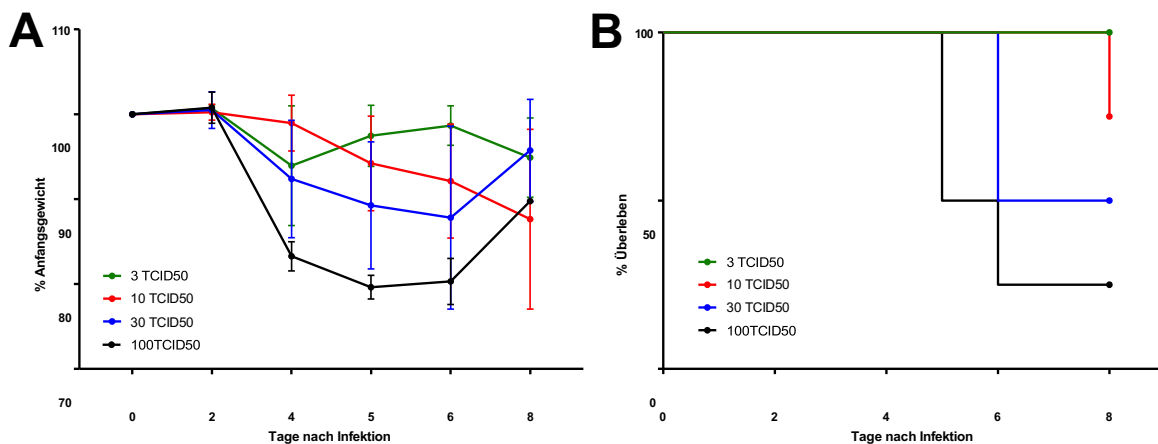 A
110
100
90
80
70
% Anfangsgewicht
3 TCID50
10 TCID50
30 TCID50
100TCID50
0 2 4 5 6 8
Tage nach Infektion
B
100
50
0
% Überleben
3 TCID50
10 TCID50
30 TCID50
100TCID50
0 2 4 6 8
Tage nach Infektion